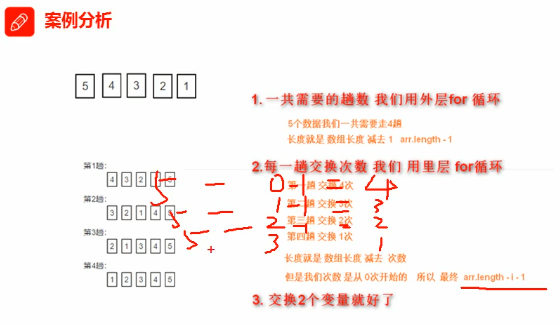 案例分析
5 4 3 2 1
1. 一共需要的趟数 我们用外层for 循环
5个数据我们一共需要走4趟
长度就是 数组长度 减去 1 arr.length - 1
2.每一趟交换次数 我们 用里层 for循环
第1趟:
4 3 2 1 5
第一趟 交换 4次
5 - 0 - 1 = 4
第2趟:
3 2 1 4 5
第二趟 交换 3次
5 - 1 - 1 = 3
第三趟 交换 2次
5 - 2 - 1 = 2
第3趟:
2 1 3 4 5
第四趟 交换 1次
5 - 3 1
长度就是 数组长度 减去 次数
第4趟:
1 2 3 4 5
但是我们次数 是从 0次开始的 所以 最终 arr.length - i - 1
3. 交换2个变量就好了